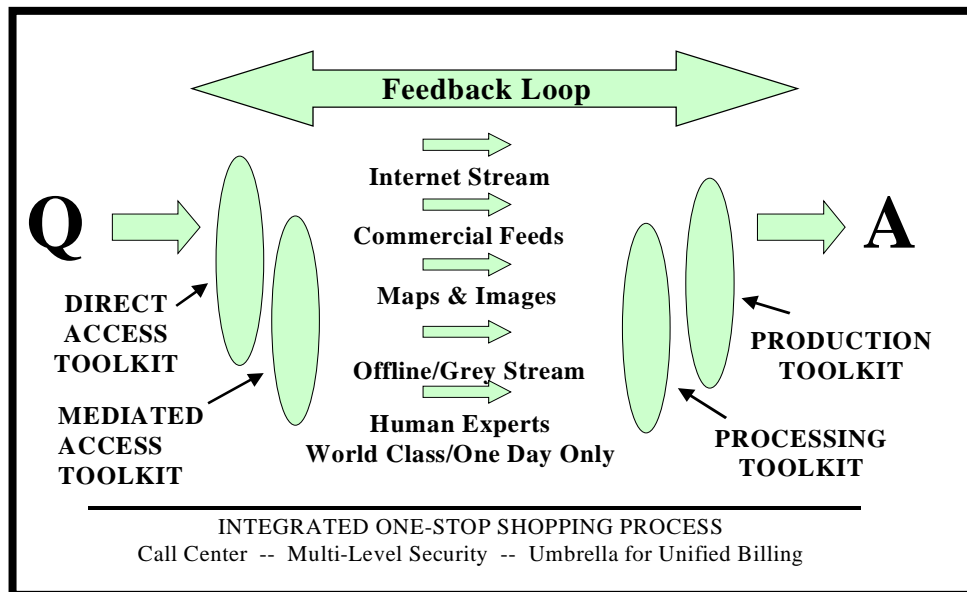 Feedback Loop
Internet Stream
Q
A
Commercial Feeds
Maps & Images
DIRECT
ACCESS
TOOLKIT
PRODUCTION
TOOLKIT
Offline/Grey Stream
MEDIATED
ACCESS
TOOLKIT
Human Experts
World Class/One Day Only
PROCESSING
TOOLKIT
INTEGRATED ONE-STOP SHOPPING PROCESS
Call Center -- Multi-Level Security -- Umbrella for Unified Billing